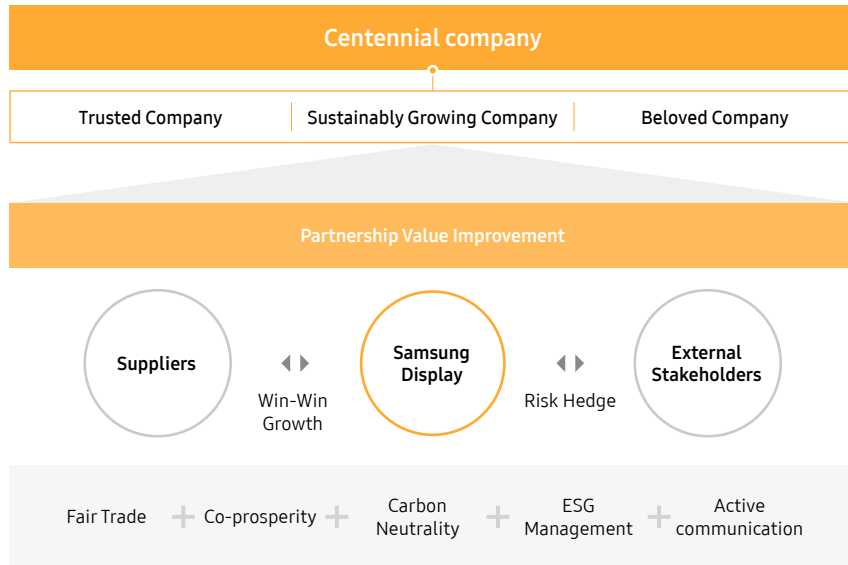 Centennial company
Trusted Company
Sustainably Growing Company
Beloved Company
Partnership Value Improvement
Suppliers
Win-Win
Growth
Samsung
Display
Risk Hedge
External
Stakeholders
Fair Trade
Co-prosperity
Carbon
Neutrality
ESG
Management
Active
communication